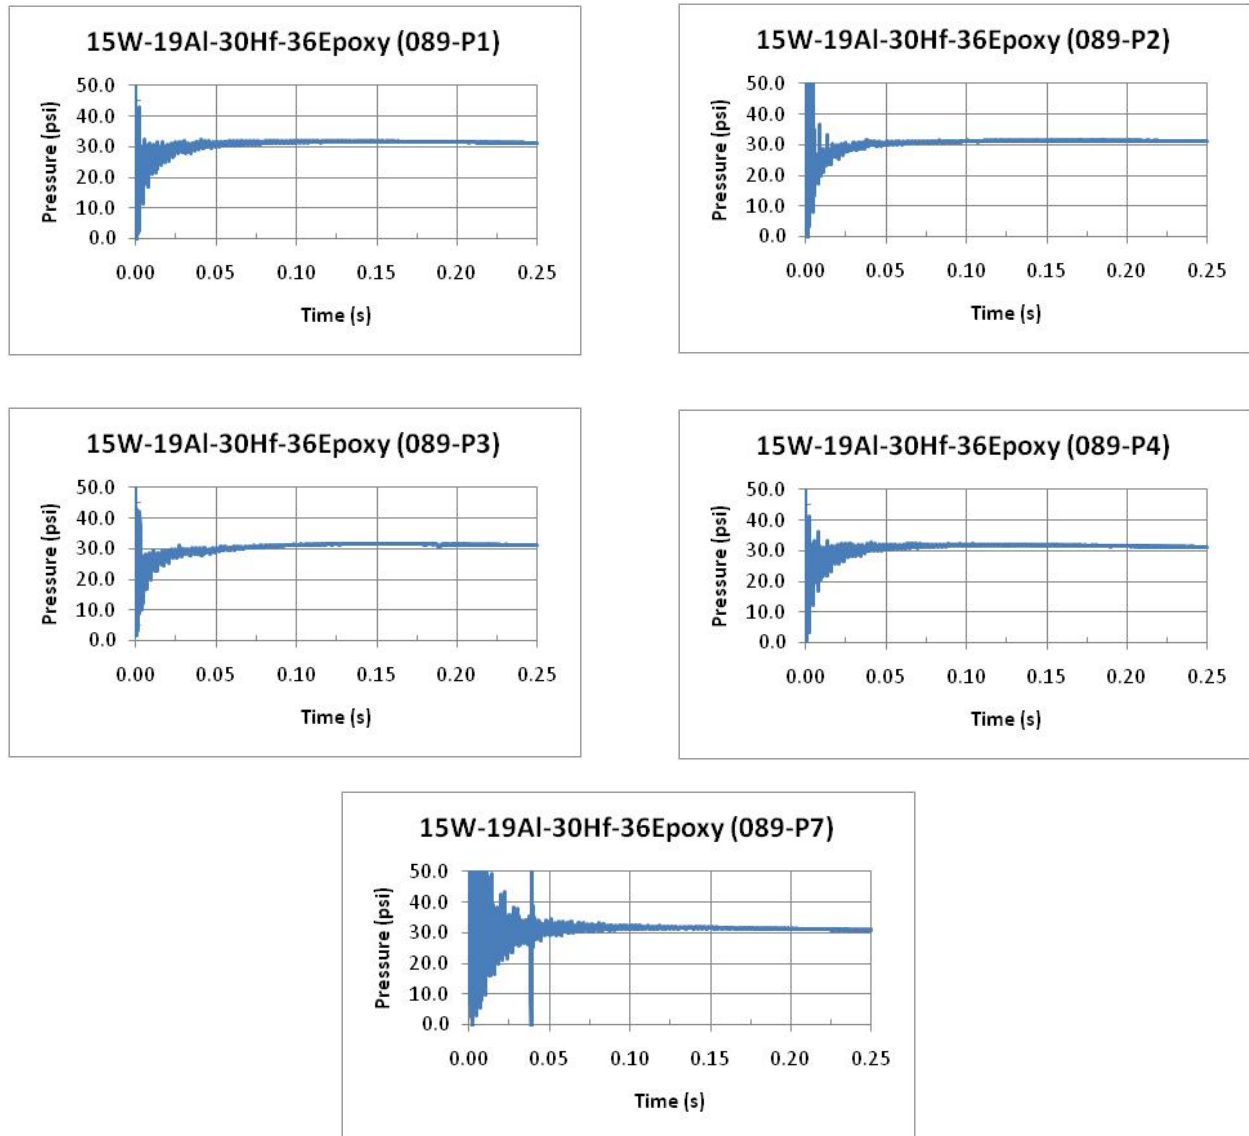 15W-19Al-30Hf-36Epoxy (089-P1)
50.0
40.0
30.0
20.0
10.0
0.0
Pressure (psi)
0.00 0.05 0.10 0.15 0.20 0.25
Time (s)
15W-19Al-30Hf-36Epoxy (089-P2)
50.0
40.0
30.0
20.0
10.0
0.0
Pressure (psi)
0.00 0.05 0.10 0.15 0.20 0.25
Time (s)
15W-19Al-30Hf-36Epoxy (089-P3)
50.0
40.0
30.0
20.0
10.0
0.0
Pressure (psi)
0.00 0.05 0.10 0.15 0.20 0.25
Time (s)
15W-19Al-30Hf-36Epoxy (089-P4)
50.0
40.0
30.0
20.0
10.0
0.0
Pressure (psi)
0.00 0.05 0.10 0.15 0.20 0.25
Time (s)
15W-19Al-30Hf-36Epoxy (089-P7)
50.0
40.0
30.0
20.0
10.0
0.0
Pressure (psi)
0.00 0.05 0.10 0.15 0.20 0.25
Time (s)